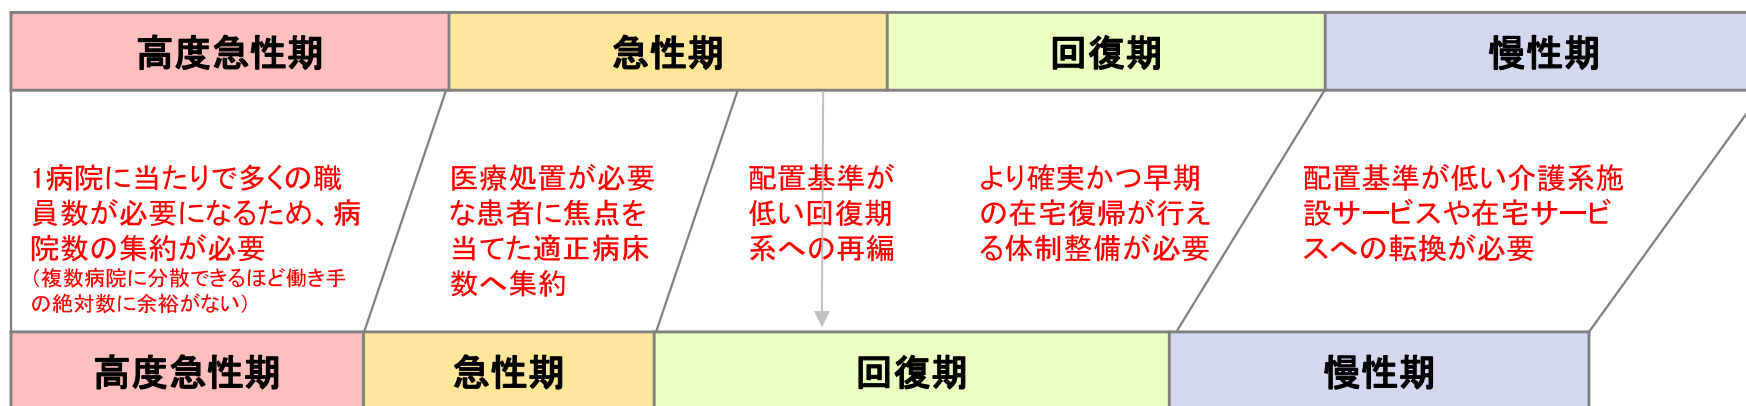 高度急性期
急性期
回復期
慢性期
1病院に当たりで多くの職
員数が必要になるため、病
院数の集約が必要
（複数病院に分散できるほど働き手
の絶対数に余裕がない）
医療処置が必要
な患者に焦点を
当てた適正病床
数へ集約
配置基準が
低い回復期
系への再編
より確実かつ早期
の在宅復帰が行え
る体制整備が必要
配置基準が低い介護系施
設サービスや在宅サービ
スへの転換が必要
高度急性期
急性期
回復期
慢性期